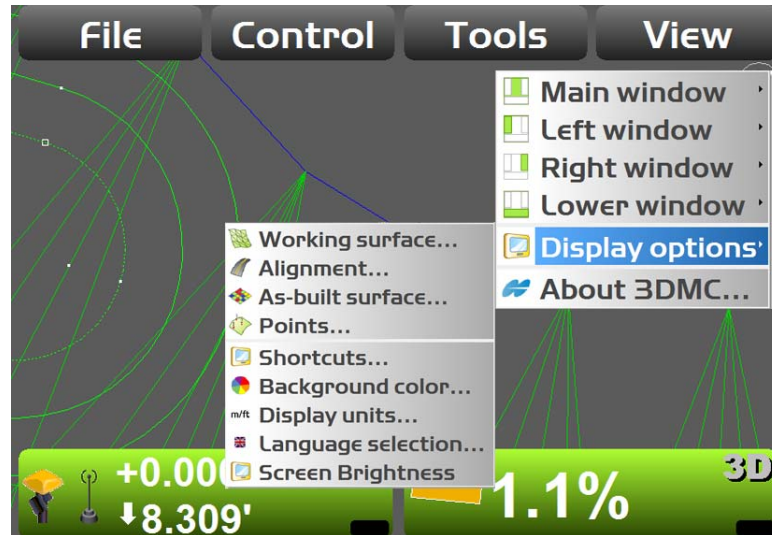 File Control Tools View
Main window
Left window
Right window
Lower window
Display options
About 3DMC...
Working surface...
Alignment...
As-built surface...
Points...
Shortcuts...
Background color...
m/ft Display units...
Language selection...
Screen Brightness
3D
1.1%
8.309'